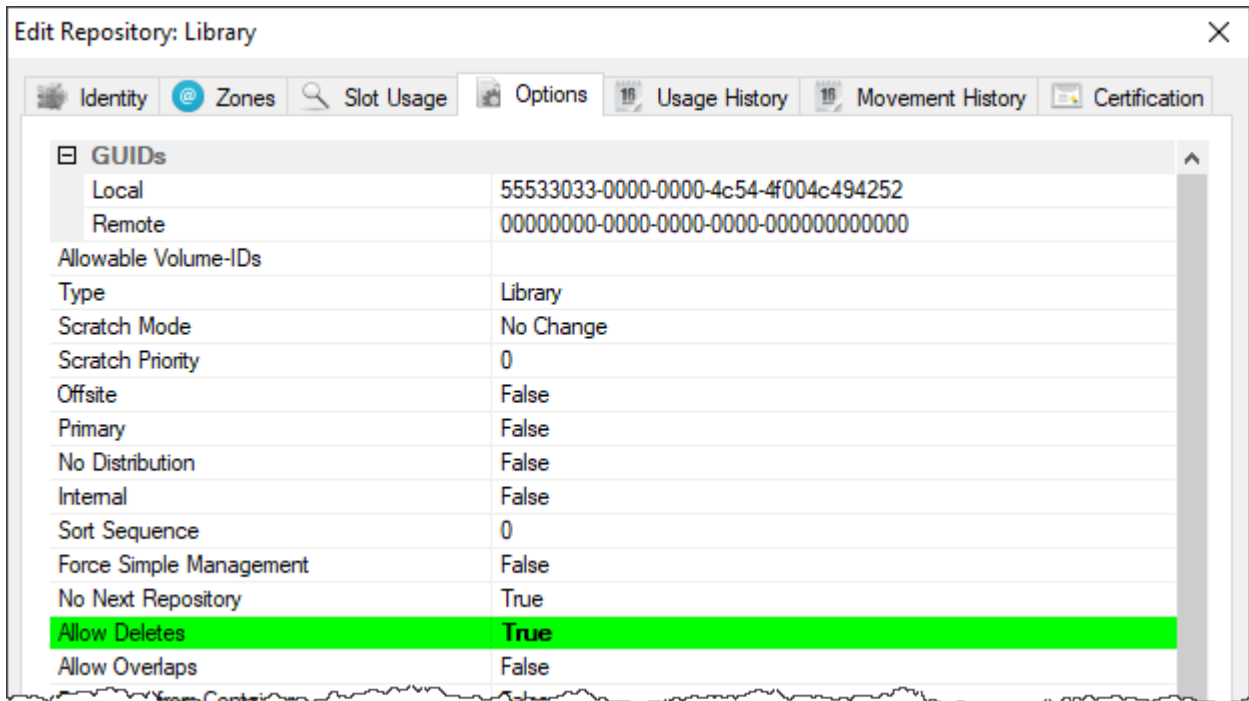 Edit Repository: Library
Identity @ Zones Slot Usage Options 16 Usage History 16 Movement History Certification
GUIDs
Local 55533033-0000-0000-4c54-4f004c494252
Remote 00000000-0000-0000-0000-000000000000
Allowable Volume-IDs
Type Library
Scratch Mode No Change
Scratch Priority 0
Offsite False
Primary False
No Distribution False
Internal False
Sort Sequence 0
Force Simple Management False
No Next Repository True
Allow Deletes True
Allow Overlaps False
from